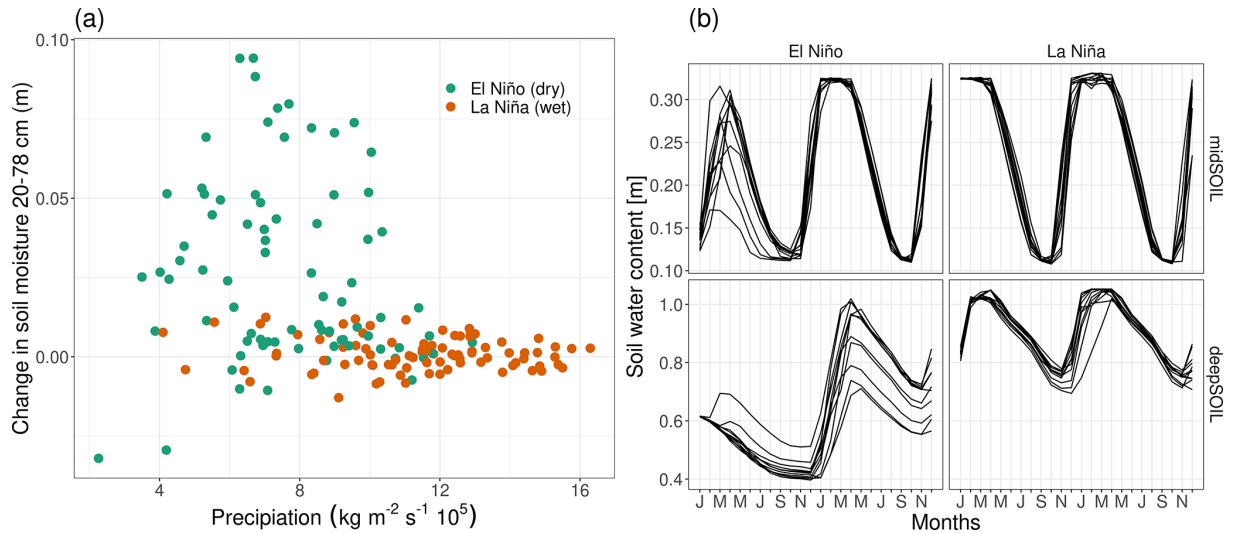 (a)
Change in soil moisture 20-78 cm (m)
0.10
0.05
0.00
El Niño (dry)
La Niña (wet)
4 8 12 16
Precipiation (kg m⁻² s⁻¹ 10⁵)
(b)
El Niño La Niña
Soil water content [m]
0.30
0.25
0.20
0.15
0.10
midSOIL
1.0
0.8
0.6
0.4
deepSOIL
J M M J S N J M M J S N J M M J S N J M M J S N
Months